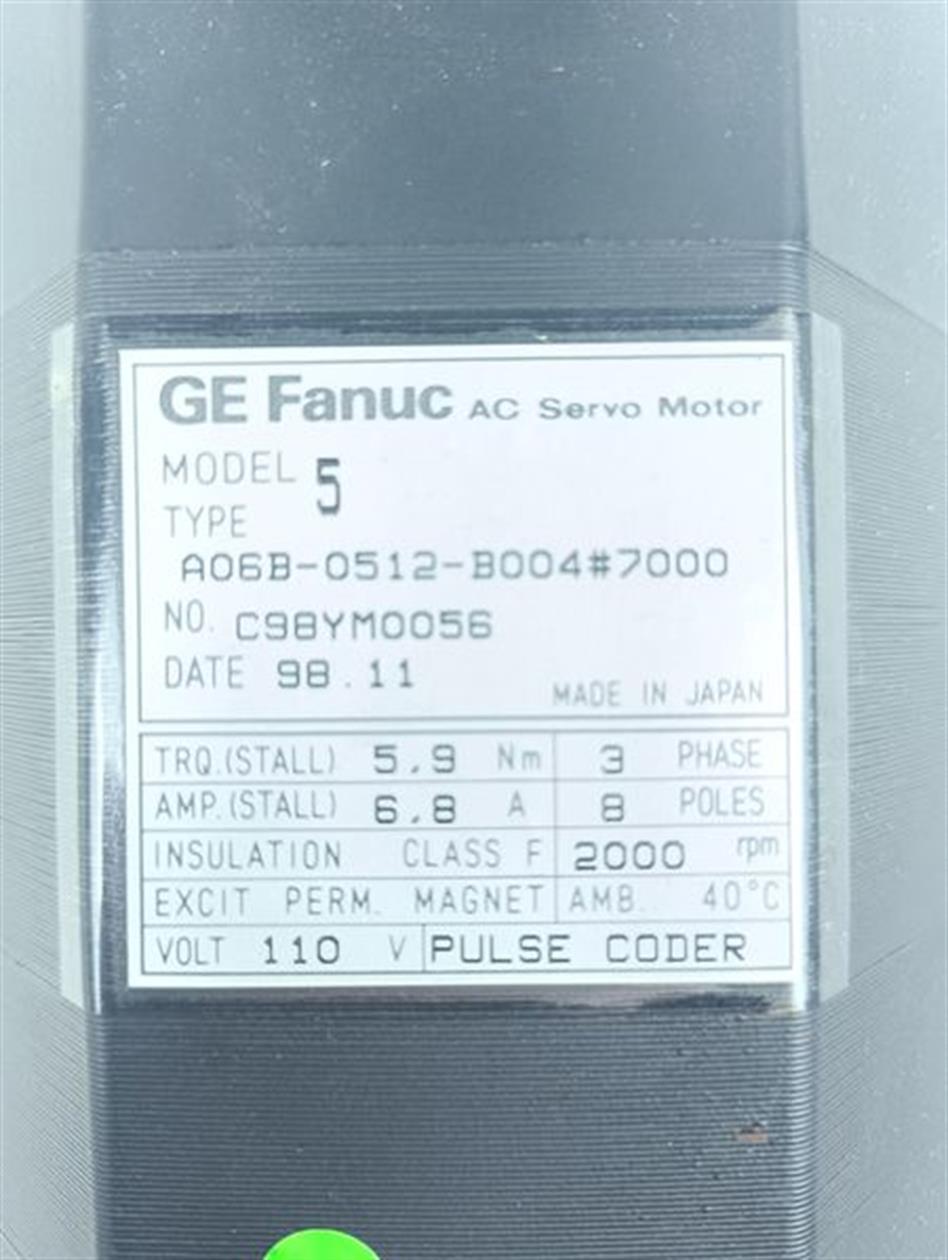 GE Fanuc AC Servo Motor
MODEL 5
TYPE
A06B-0512-B004#7000
NO. C98YM0056
DATE 98.11
MADE IN JAPAN
TRQ.(STALL) 5.9 Nm 3 PHASE
AMP.(STALL) 6.8 A 8 POLES
INSULATION CLASS F 2000 rpm
EXCIT PERM. MAGNET AMB. 40°C
VOLT 110 V PULSE CODER